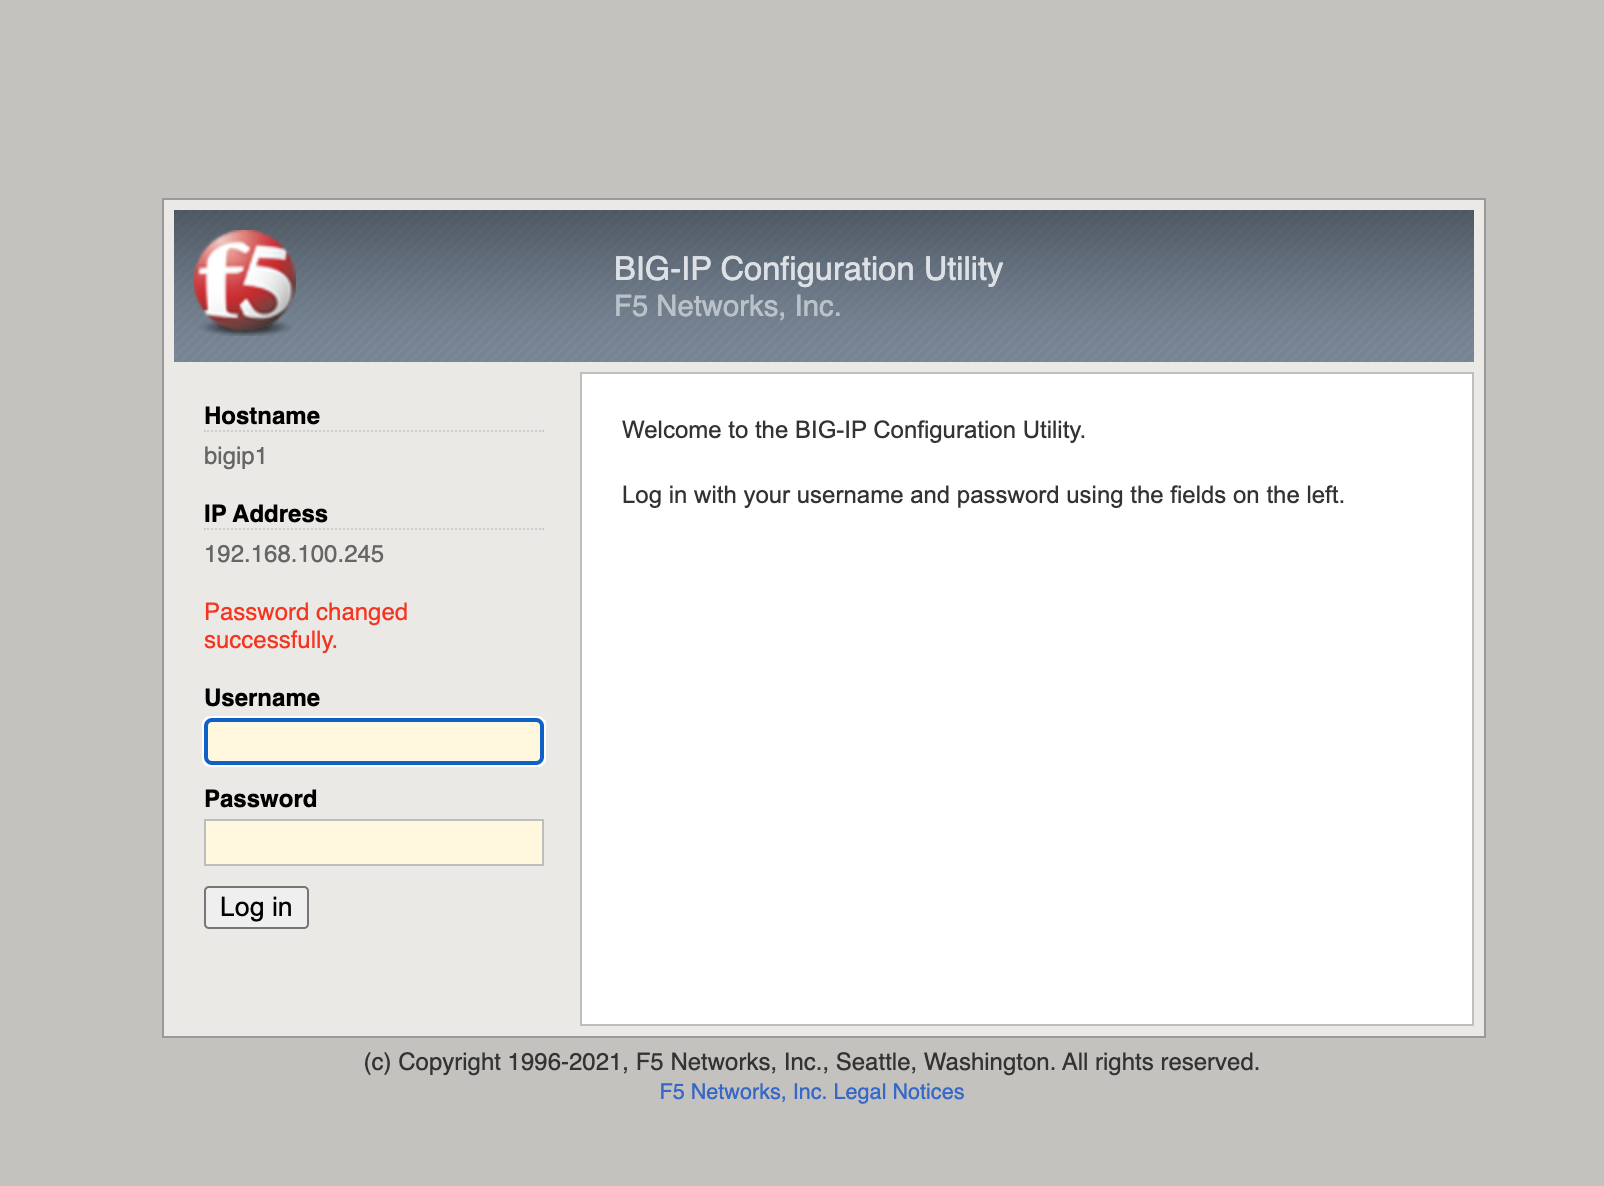 f5
BIG-IP Configuration Utility
F5 Networks, Inc.
Hostname
bigip1
IP Address
192.168.100.245
Password changed
successfully.
Username
Password
Log in
Welcome to the BIG-IP Configuration Utility.
Log in with your username and password using the fields on the left.
(c) Copyright 1996-2021, F5 Networks, Inc., Seattle, Washington. All rights reserved.
F5 Networks, Inc. Legal Notices